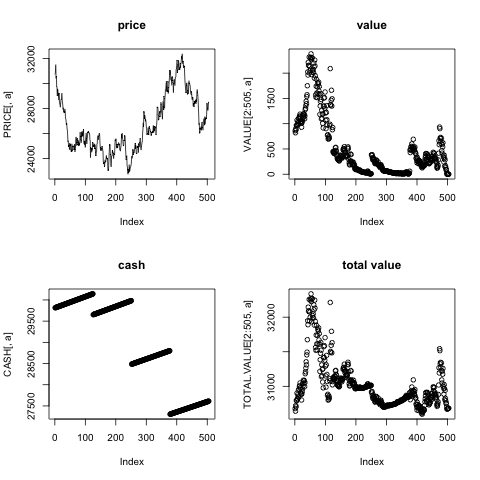 price
PRICE[, a]
24000 28000 32000
0 100 200 300 400 500
Index
value
VALUE[2:505, a]
0 500 1500
0 100 200 300 400 500
Index
cash
CASH[, a]
27500 28500 29500
0 100 200 300 400 500
Index
total value
TOTAL.VALUE[2:505, a]
31000 32000
0 100 200 300 400 500
Index